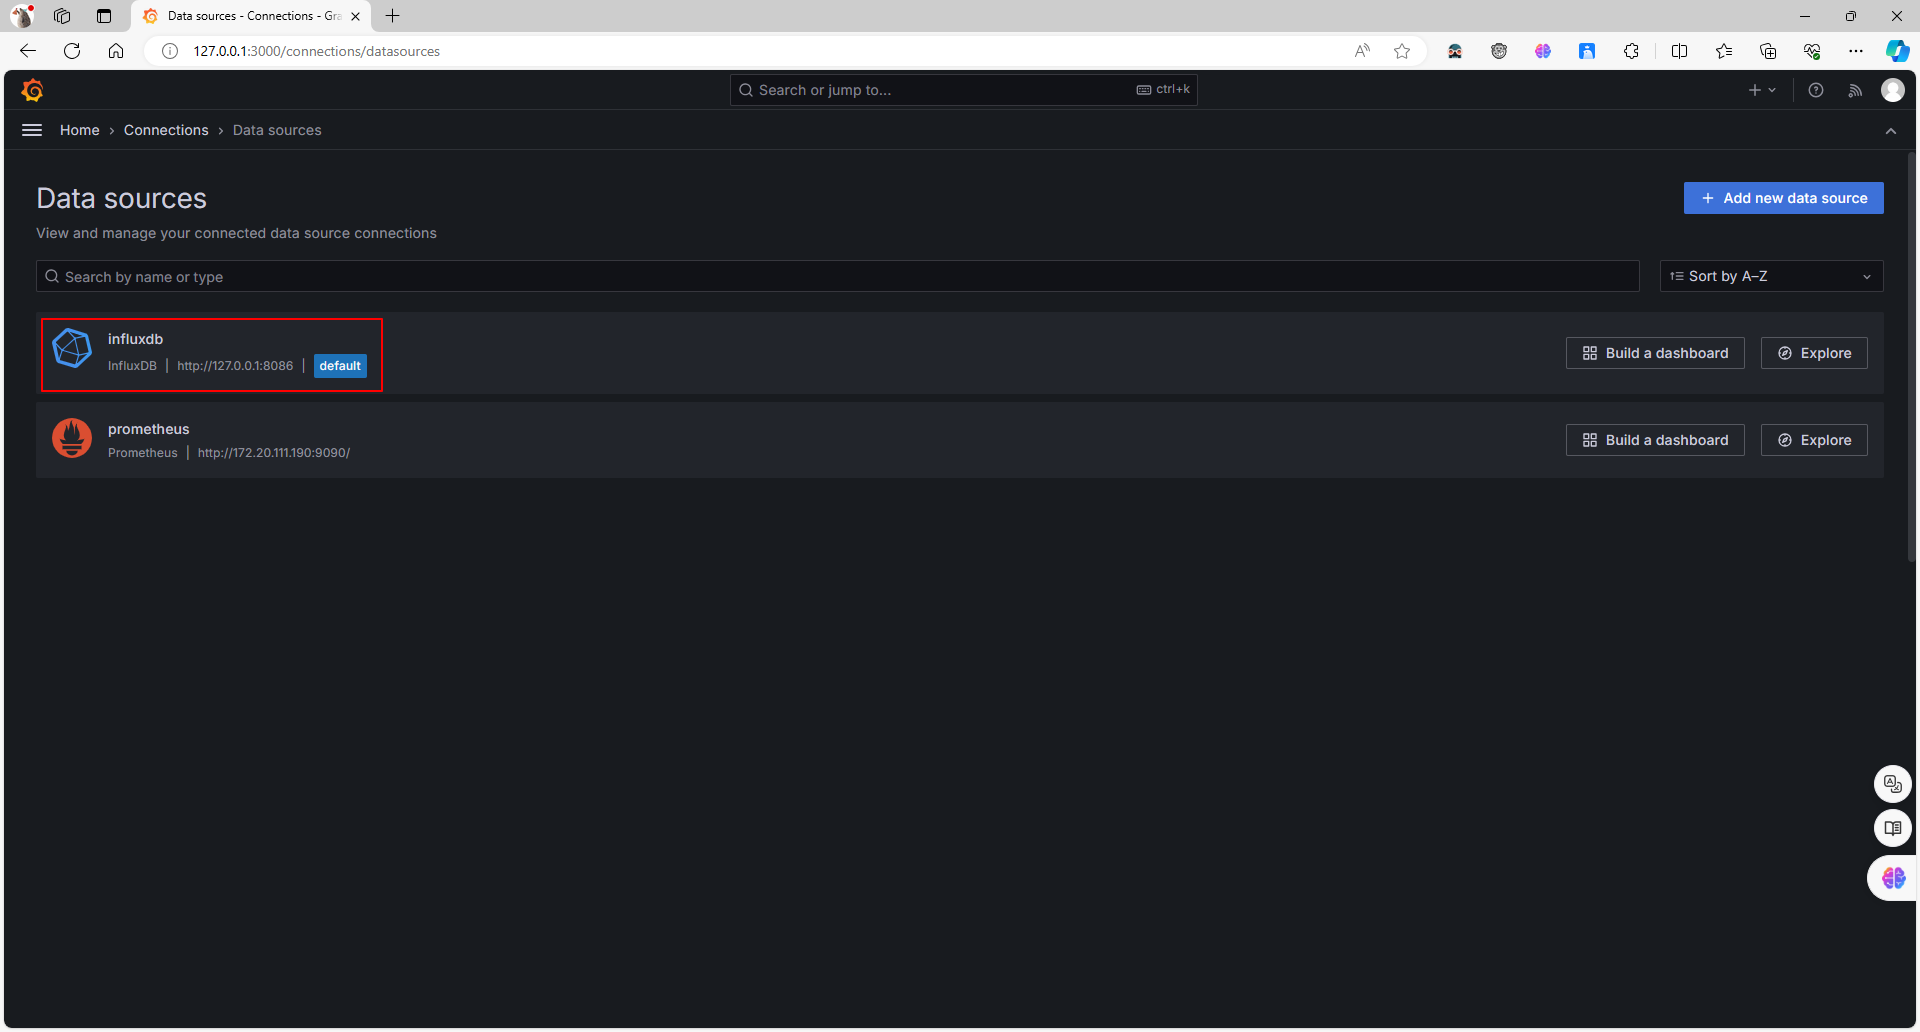 Data sources - Connections - Gra
127.0.0.1:3000/connections/datasources
Search or jump to...
ctrl+k
Home › Connections › Data sources
Data sources
Add new data source
View and manage your connected data source connections
Search by name or type
Sort by A–Z
influxdb
InfluxDB | http://127.0.0.1:8086 | default
Build a dashboard
Explore
prometheus
Prometheus | http://172.20.111.190:9090/
Build a dashboard
Explore